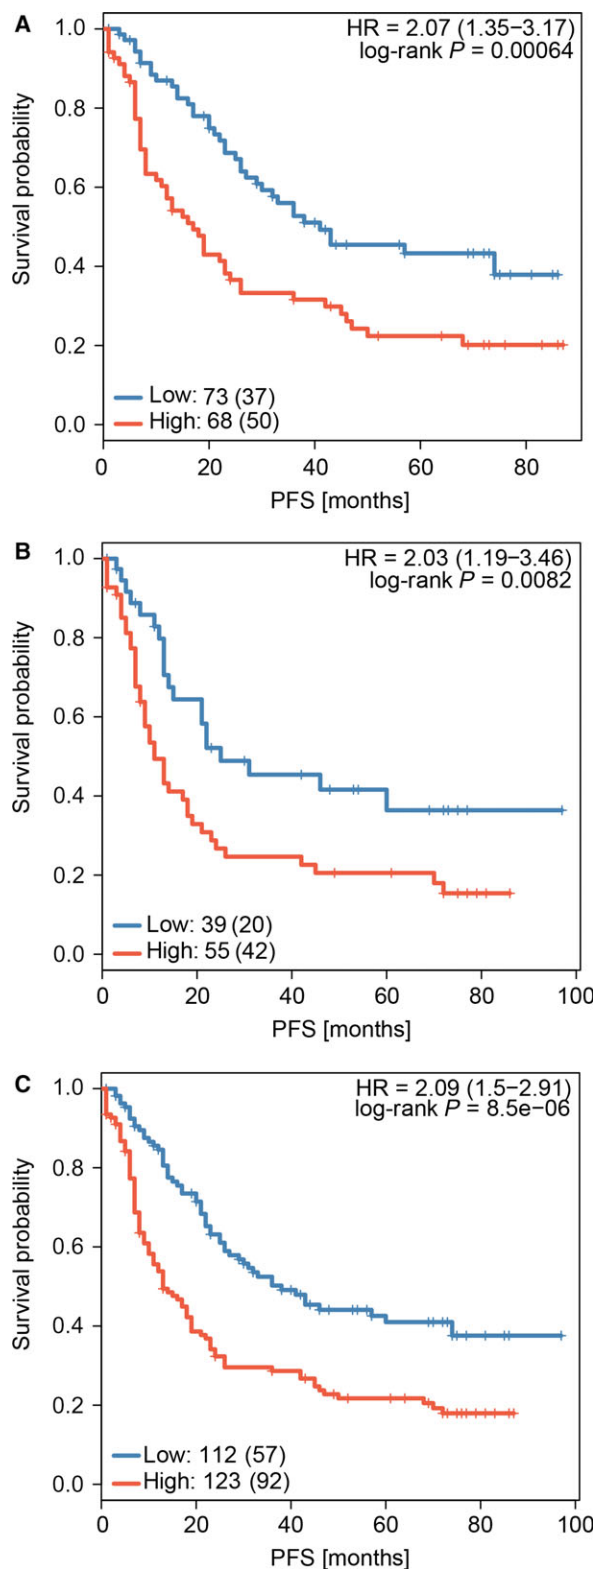 A
HR = 2.07 (1.35−3.17)
log-rank P = 0.00064
Survival probability
1.0
0.8
0.6
0.4
0.2
0.0
Low: 73 (37)
High: 68 (50)
0 20 40 60 80
PFS [months]
B
HR = 2.03 (1.19−3.46)
log-rank P = 0.0082
Survival probability
1.0
0.8
0.6
0.4
0.2
0.0
Low: 39 (20)
High: 55 (42)
0 20 40 60 80 100
PFS [months]
C
HR = 2.09 (1.5−2.91)
log-rank P = 8.5e−06
Survival probability
1.0
0.8
0.6
0.4
0.2
0.0
Low: 112 (57)
High: 123 (92)
0 20 40 60 80 100
PFS [months]